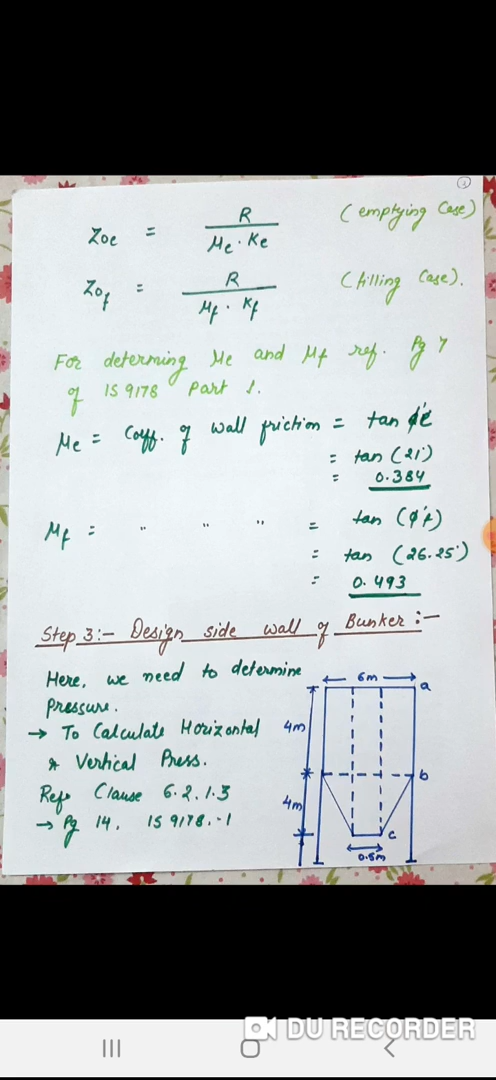 3
Zoe = R / μe · Ke (emptying Case)
Zof = R / μf · Kf (filling Case).
For determining μe and μf ref. Pg 7
of IS 9178 Part 1.
μe = Coeff. of wall friction = tan ϕ'e
= tan (21°)
= 0.384
μf = " " " = tan (ϕ'f)
= tan (26.25°)
= 0.493
Step 3:- Design side wall of Bunker :-
Here, we need to determine
Pressure.
→ To Calculate Horizontal
& Vertical Press.
Refe Clause 6.2.1.3
→ Pg 14. IS 9178.-1
6m
a
4m
b
4m
c
0.5m
DU RECORDER